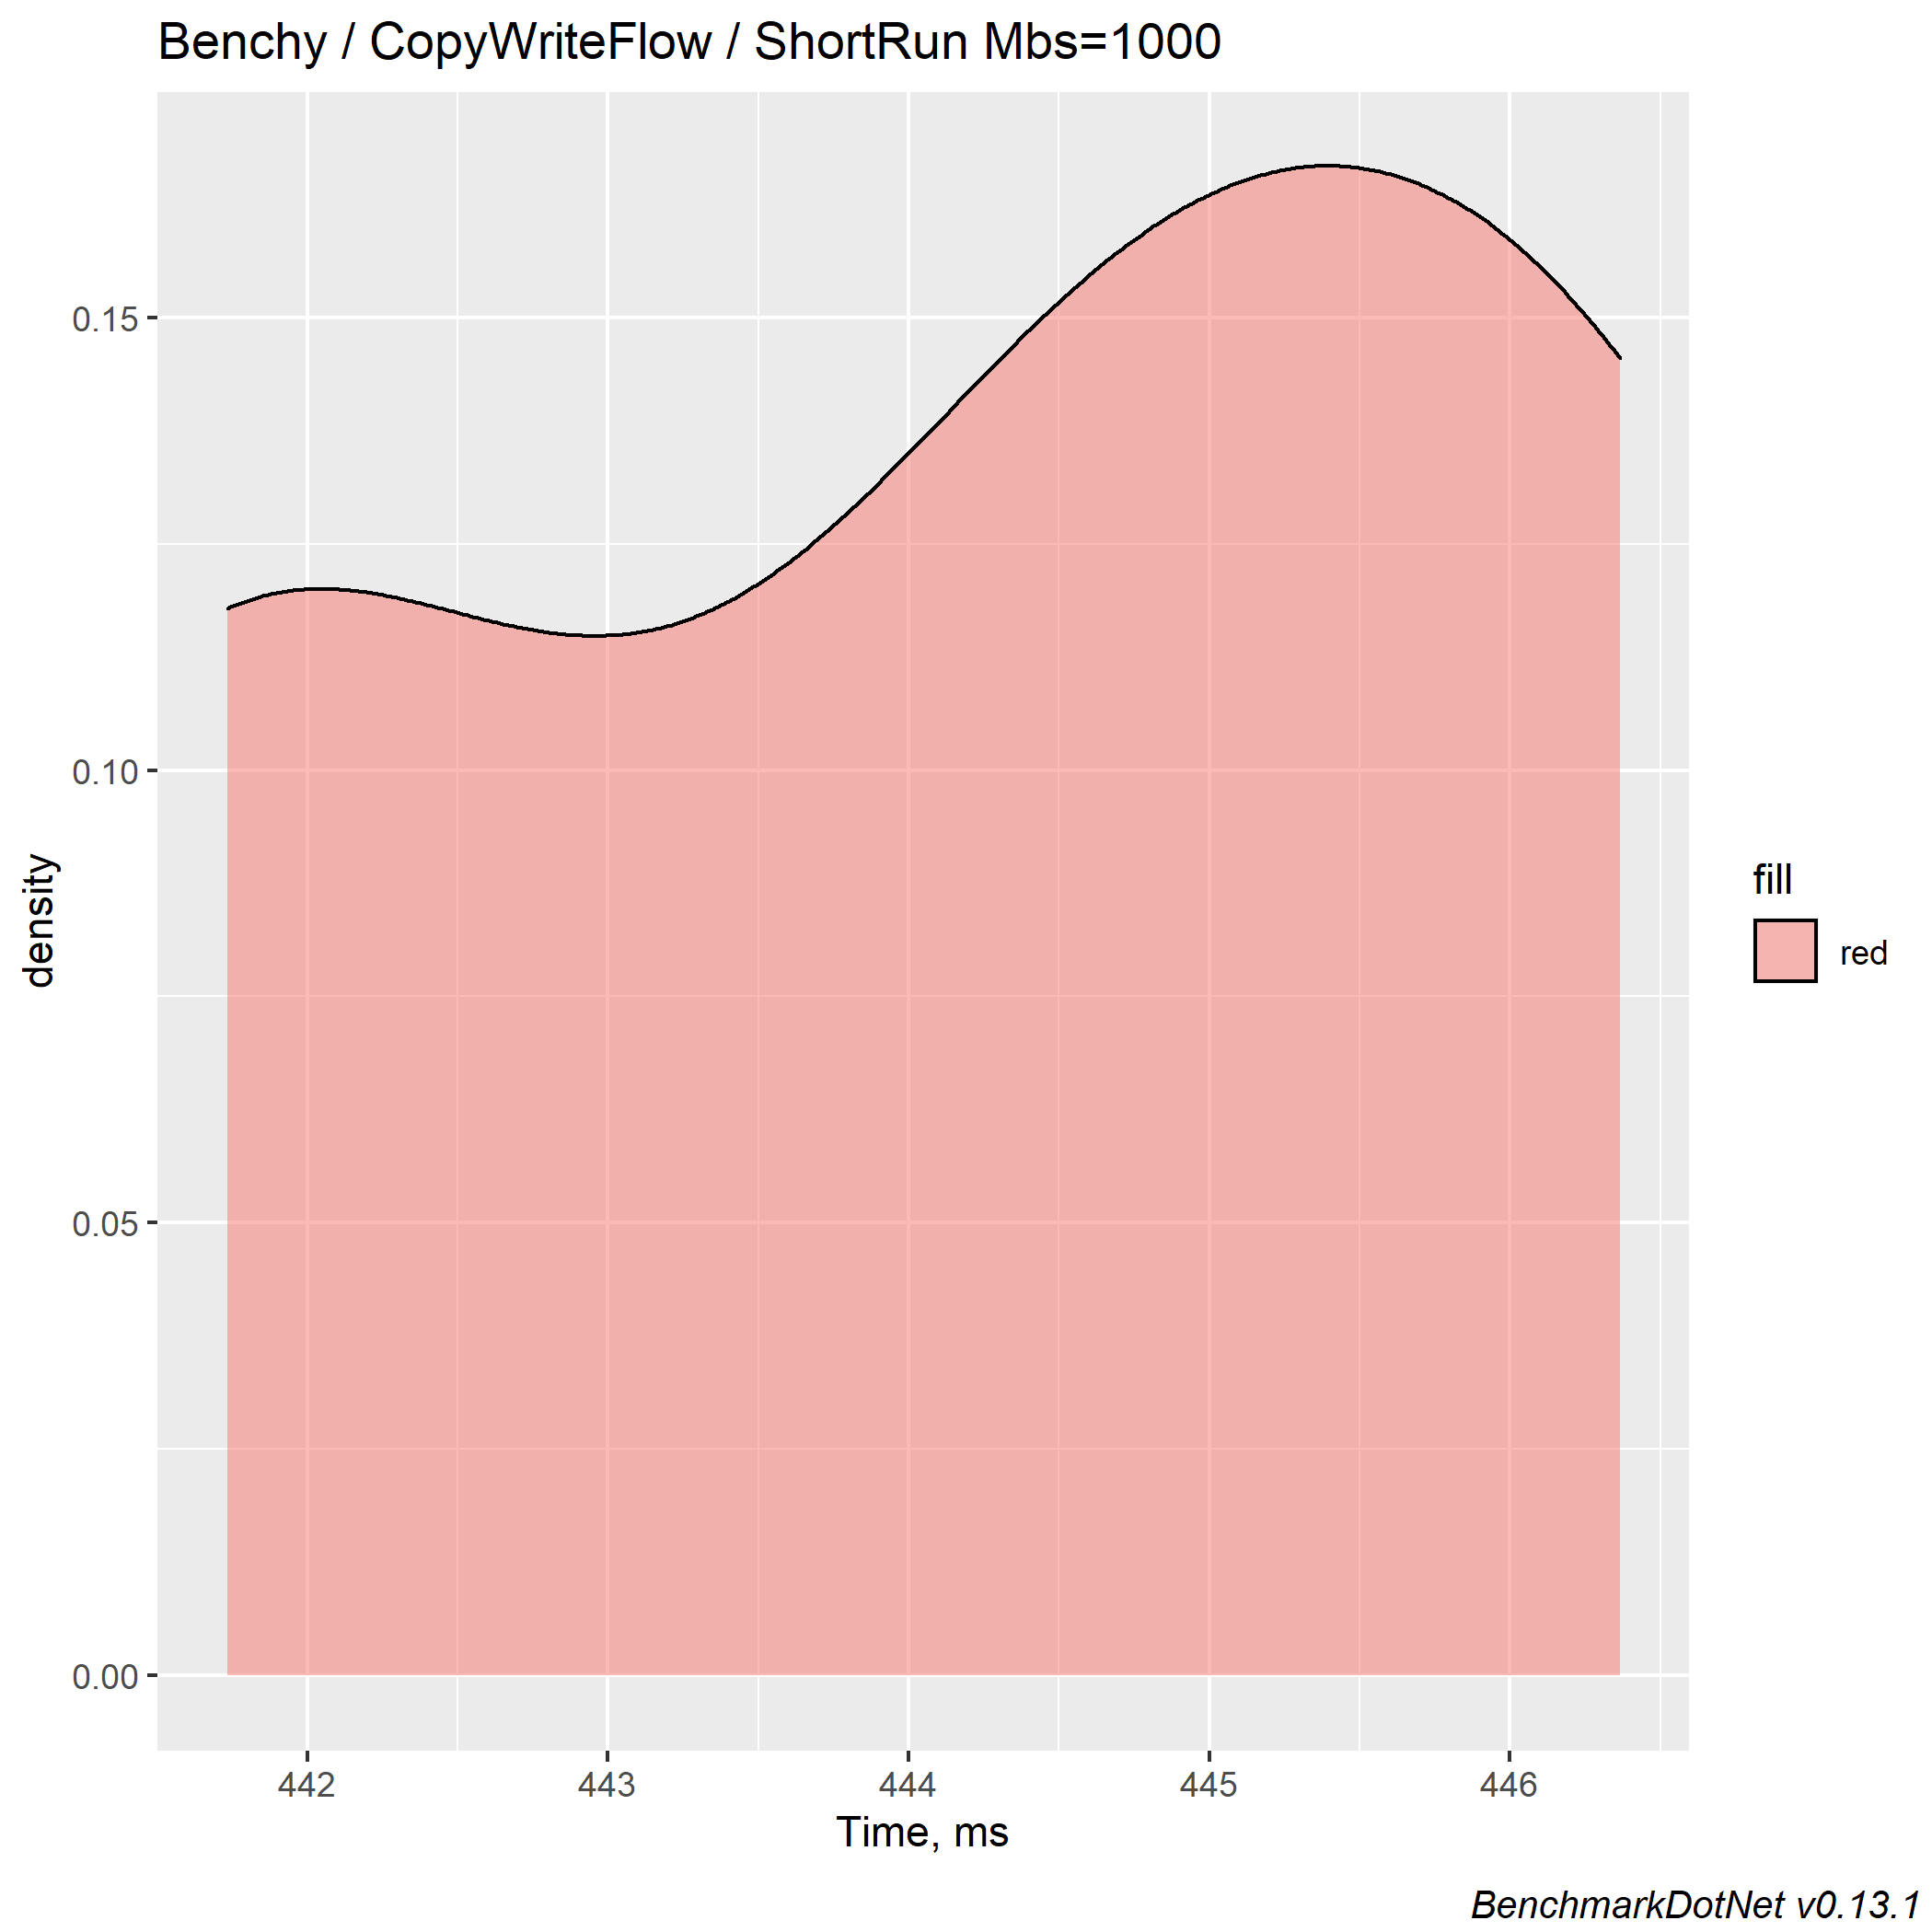 Benchy / CopyWriteFlow / ShortRun Mbs=1000
0.15
0.10
0.05
0.00
density
442 443 444 445 446
Time, ms
fill
red
BenchmarkDotNet v0.13.1